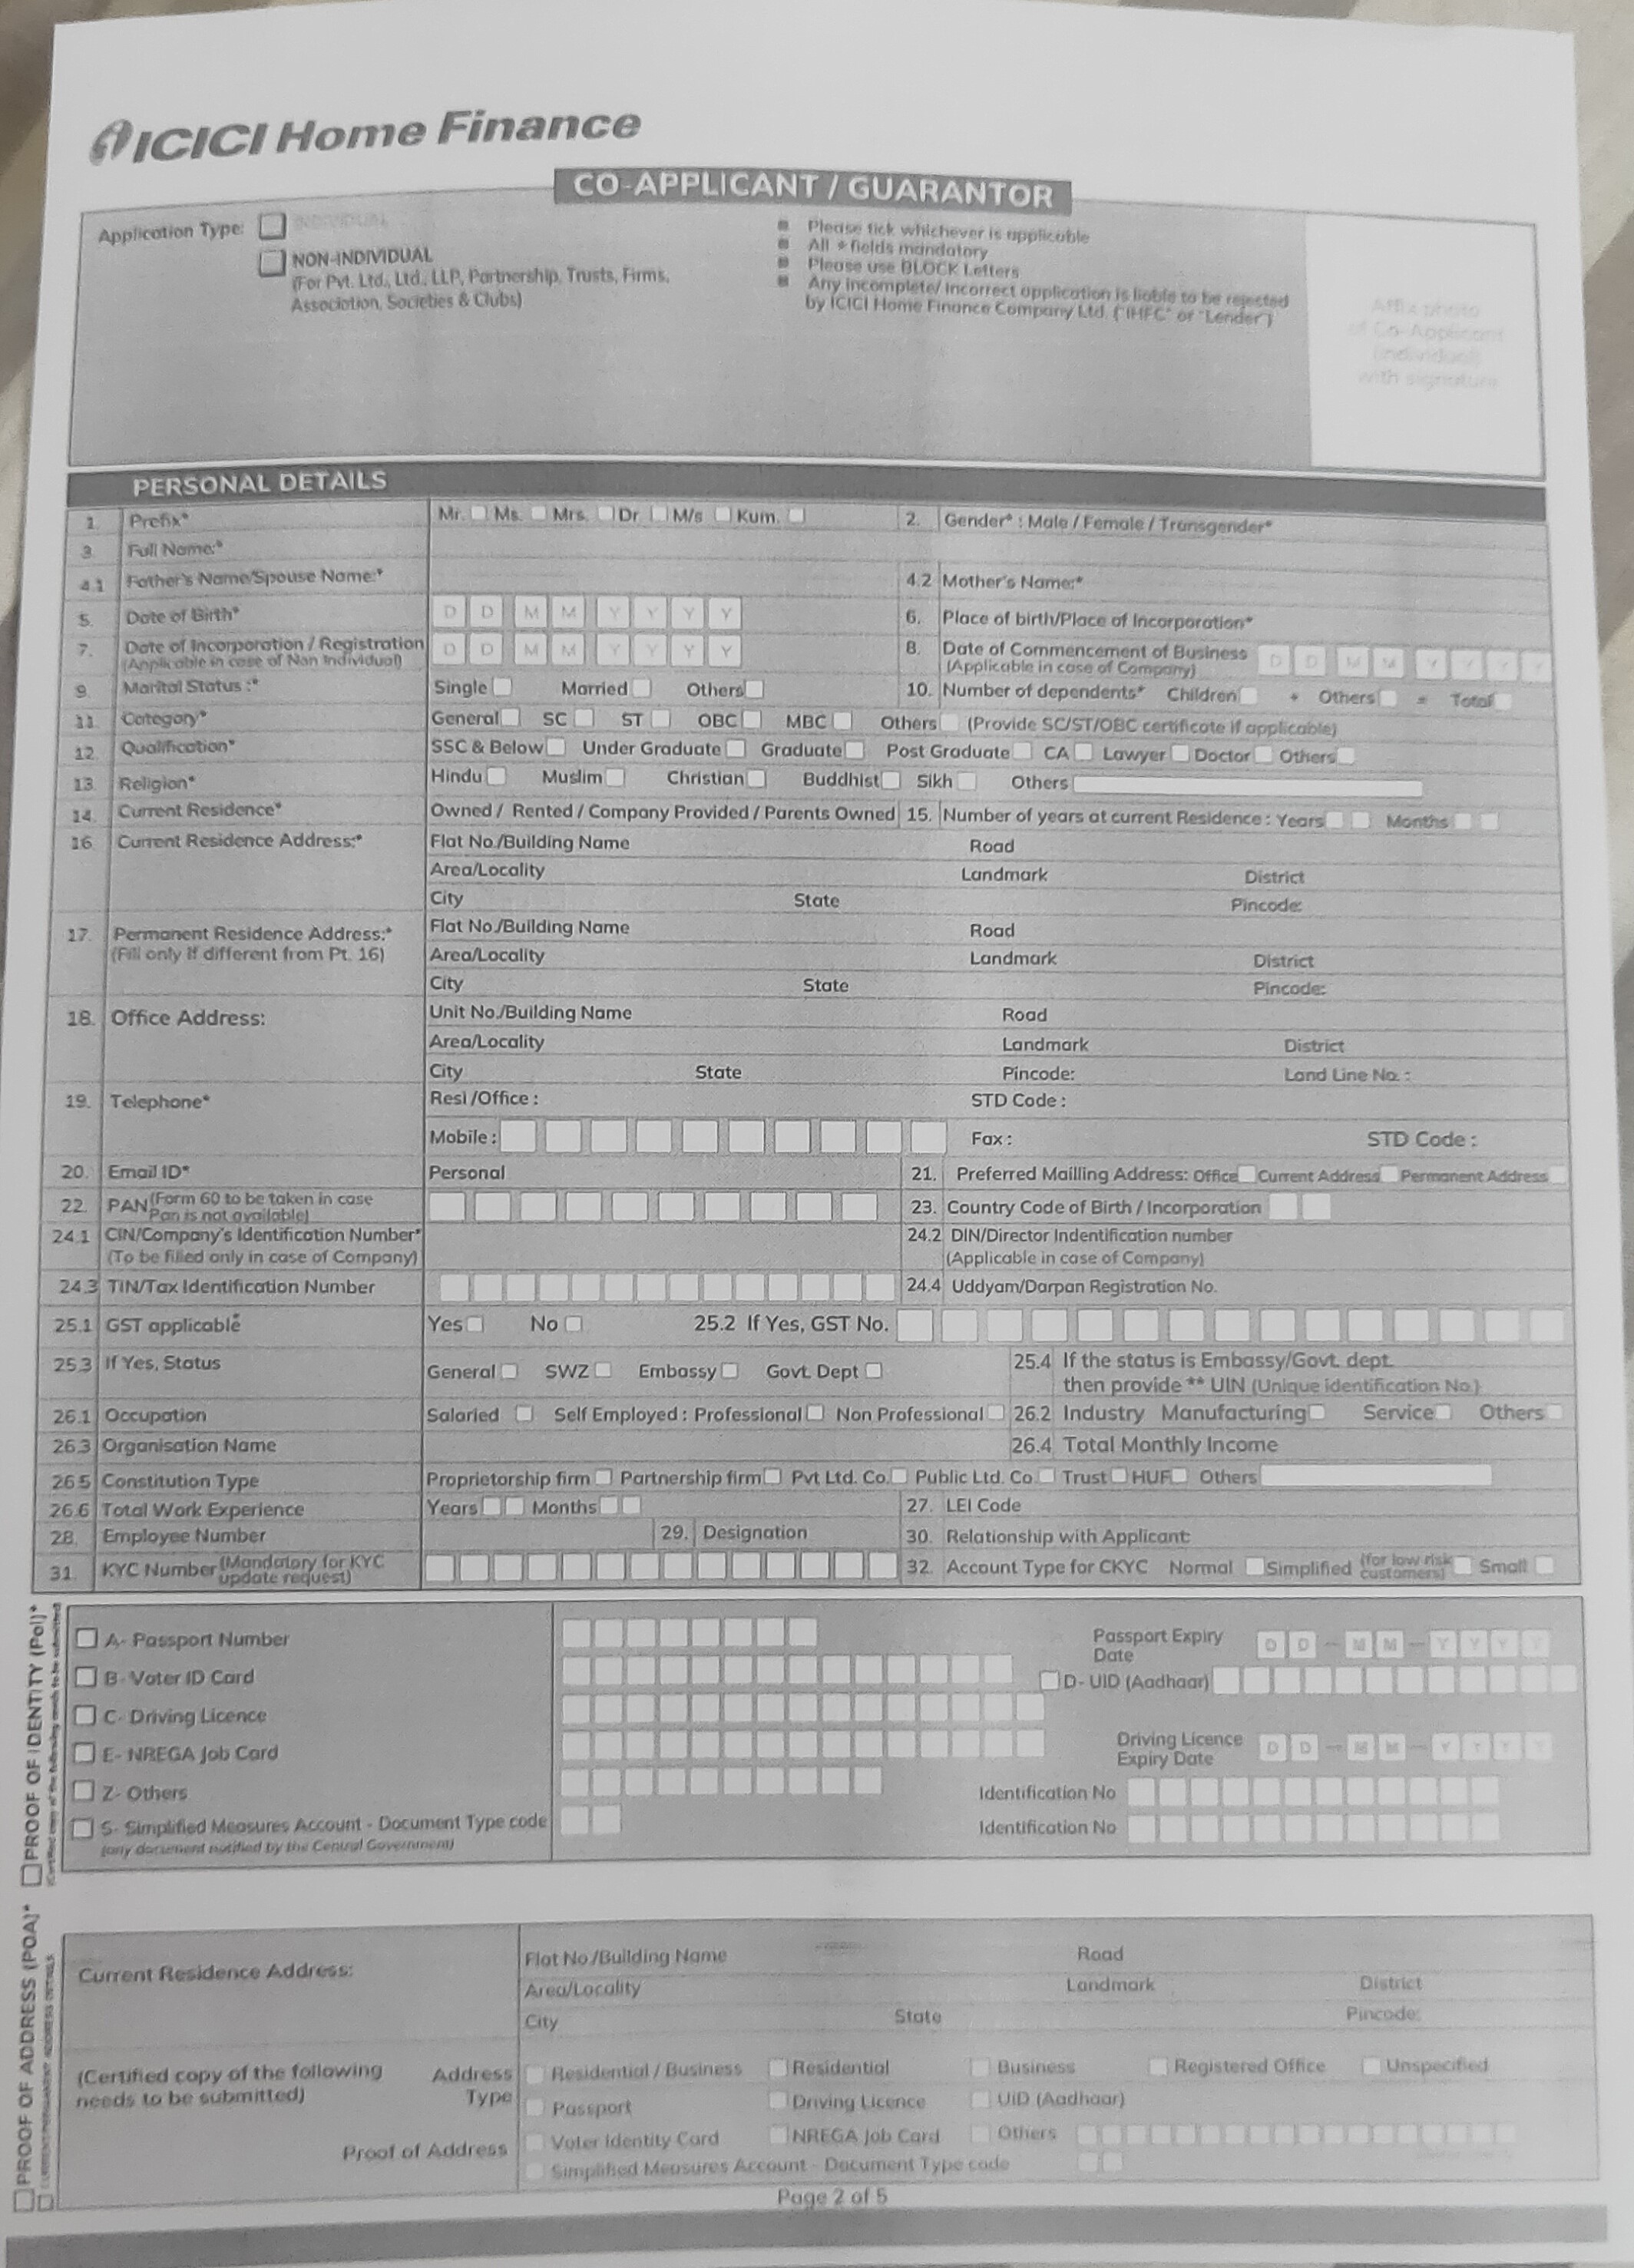 ICICI Home Finance
CO-APPLICANT / GUARANTOR
Application Type: INDIVIDUAL
NON-INDIVIDUAL
(For Pvt. Ltd., Ltd., LLP, Partnership, Trusts, Firms,
Association, Societies & Clubs)
Please tick whichever is applicable
All * fields mandatory
Please use BLOCK Letters
Any incomplete/ incorrect application is liable to be rejected
by ICICI Home Finance Company Ltd. ("IHFC" or "Lender")
Affix photo
of Co-Applicant
(individual)
with signature
PERSONAL DETAILS
1. Prefix* Mr. Ms. Mrs. Dr M/s Kum. 2. Gender* : Male / Female / Transgender*
3. Full Name:*
4.1 Father's Name/Spouse Name:* 4.2 Mother's Name:*
5. Date of Birth* D D M M Y Y Y Y 6. Place of birth/Place of Incorporation*
7. Date of Incorporation / Registration D D M M Y Y Y Y 8. Date of Commencement of Business D D M M Y Y Y Y
(Applicable in case of Non Individual) (Applicable in case of Company)
9. Marital Status :* Single Married Others 10. Number of dependents* Children + Others = Total
11. Category* General SC ST OBC MBC Others (Provide SC/ST/OBC certificate if applicable)
12. Qualification* SSC & Below Under Graduate Graduate Post Graduate CA Lawyer Doctor Others
13. Religion* Hindu Muslim Christian Buddhist Sikh Others
14. Current Residence* Owned / Rented / Company Provided / Parents Owned 15. Number of years at current Residence : Years Months
16. Current Residence Address:* Flat No./Building Name Road
Area/Locality Landmark District
City State Pincode:
17. Permanent Residence Address:* Flat No./Building Name Road
(Fill only if different from Pt. 16) Area/Locality Landmark District
City State Pincode:
18. Office Address: Unit No./Building Name Road
Area/Locality Landmark District
City State Pincode: Land Line No. :
19. Telephone* Resi /Office : STD Code :
Mobile : Fax : STD Code :
20. Email ID* Personal 21. Preferred Mailling Address: Office Current Address Permanent Address
22. PAN (Form 60 to be taken in case 23. Country Code of Birth / Incorporation
Pan is not available)
24.1 CIN/Company's Identification Number* 24.2 DIN/Director Indentification number
(To be filled only in case of Company) (Applicable in case of Company)
24.3 TIN/Tax Identification Number 24.4 Uddyam/Darpan Registration No.
25.1 GST applicable* Yes No 25.2 If Yes, GST No.
25.3 If Yes, Status General SWZ Embassy Govt. Dept 25.4 If the status is Embassy/Govt. dept.
then provide ** UIN (Unique identification No.)
26.1 Occupation Salaried Self Employed : Professional Non Professional 26.2 Industry Manufacturing Service Others
26.3 Organisation Name 26.4 Total Monthly Income
26.5 Constitution Type Proprietorship firm Partnership firm Pvt Ltd. Co. Public Ltd. Co. Trust HUF Others
26.6 Total Work Experience Years Months 27. LEI Code
28. Employee Number 29. Designation 30. Relationship with Applicant:
31. KYC Number (Mandatory for KYC 32. Account Type for CKYC Normal Simplified (for low risk Small
update request) customers)
PROOF OF IDENTITY (PoI)*
(Certified copy of the following needs to be submitted)
A- Passport Number Passport Expiry D D – M M – Y Y Y Y
Date
B- Voter ID Card D- UID (Aadhaar)
C- Driving Licence
E- NREGA Job Card Driving Licence D D – M M – Y Y Y Y
Expiry Date
Z- Others Identification No
S- Simplified Measures Account - Document Type code Identification No
(any document notified by the Central Government)
PROOF OF ADDRESS (POA)*
CURRENT/PERMANENT ADDRESS DETAILS
Current Residence Address: Flat No./Building Name Road
Area/Locality Landmark District
City State Pincode:
(Certified copy of the following Address Residential / Business Residential Business Registered Office Unspecified
needs to be submitted) Type Passport Driving Licence UiD (Aadhaar)
Proof of Address Voter Identity Card NREGA Job Card Others
Simplified Measures Account - Document Type code
Page 2 of 5